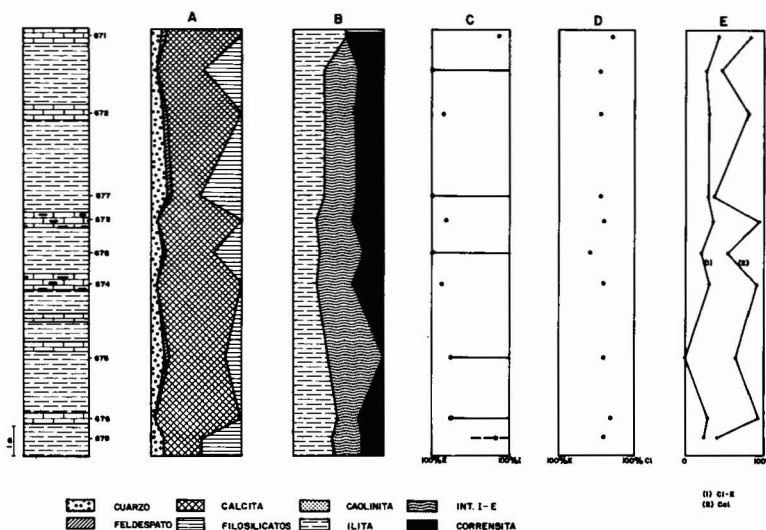 A B C D E
671
672
677
673
676
674
675
676
679
100%E 100% I 100%E 100% CI 0 100
(1) (2)
(1) Cl-E
(2) Cal
CUARZO CALCITA CAOLINITA INT. I-E
FELDESPATO FILOSILICATOS ILITA CORRENSITA